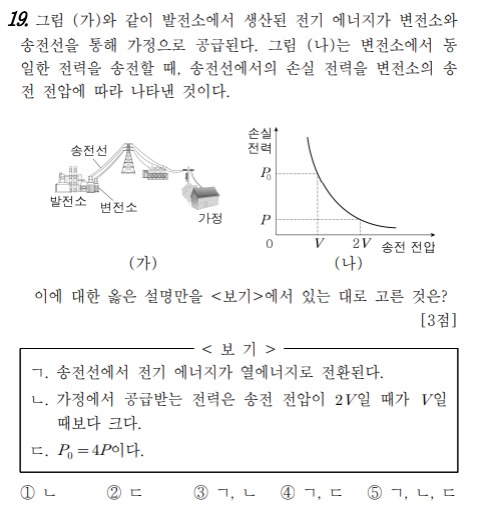 19. 그림 (가)와 같이 발전소에서 생산된 전기 에너지가 변전소와
송전선을 통해 가정으로 공급된다. 그림 (나)는 변전소에서 동
일한 전력을 송전할 때, 송전선에서의 손실 전력을 변전소의 송
전 전압에 따라 나타낸 것이다.
송전선
발전소
변전소
가정
(가)
손실
전력
P₀
P
0
V
2V
송전 전압
(나)
이에 대한 옳은 설명만을 <보기>에서 있는 대로 고른 것은?
[3점]
< 보 기 >
ㄱ. 송전선에서 전기 에너지가 열에너지로 전환된다.
ㄴ. 가정에서 공급받는 전력은 송전 전압이 2V일 때가 V일
때보다 크다.
ㄷ. P₀ = 4P이다.
① ㄴ ② ㄷ ③ ㄱ, ㄴ ④ ㄱ, ㄷ ⑤ ㄱ, ㄴ, ㄷ